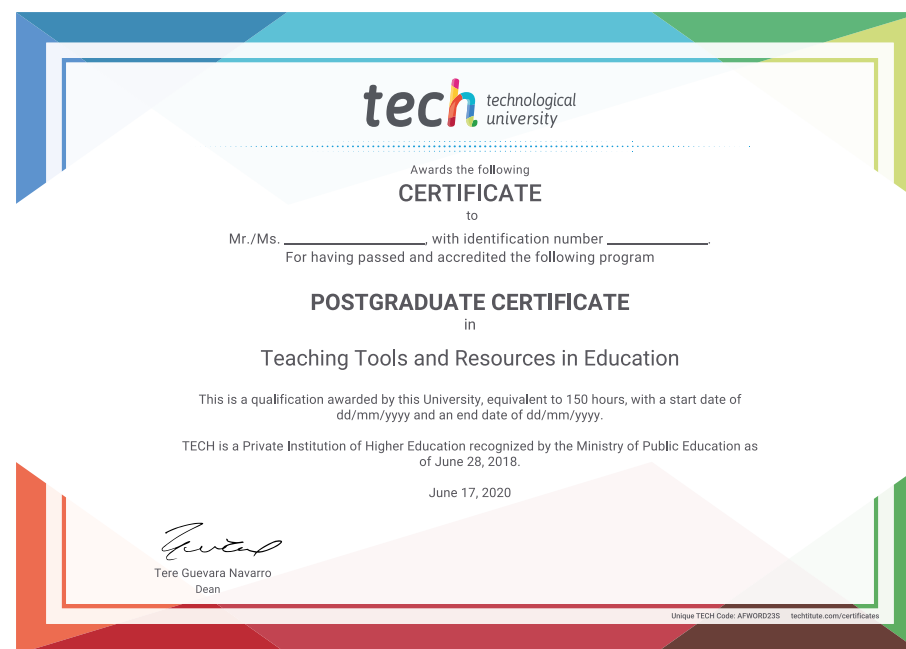 tech technological
university
Awards the following
CERTIFICATE
to
Mr./Ms. ____________________, with identification number ______________.
For having passed and accredited the following program
POSTGRADUATE CERTIFICATE
in
Teaching Tools and Resources in Education
This is a qualification awarded by this University, equivalent to 150 hours, with a start date of
dd/mm/yyyy and an end date of dd/mm/yyyy.
TECH is a Private Institution of Higher Education recognized by the Ministry of Public Education as
of June 28, 2018.
June 17, 2020
Tere Guevara Navarro
Dean
Unique TECH Code: AFWORD23S techtitute.com/certificates